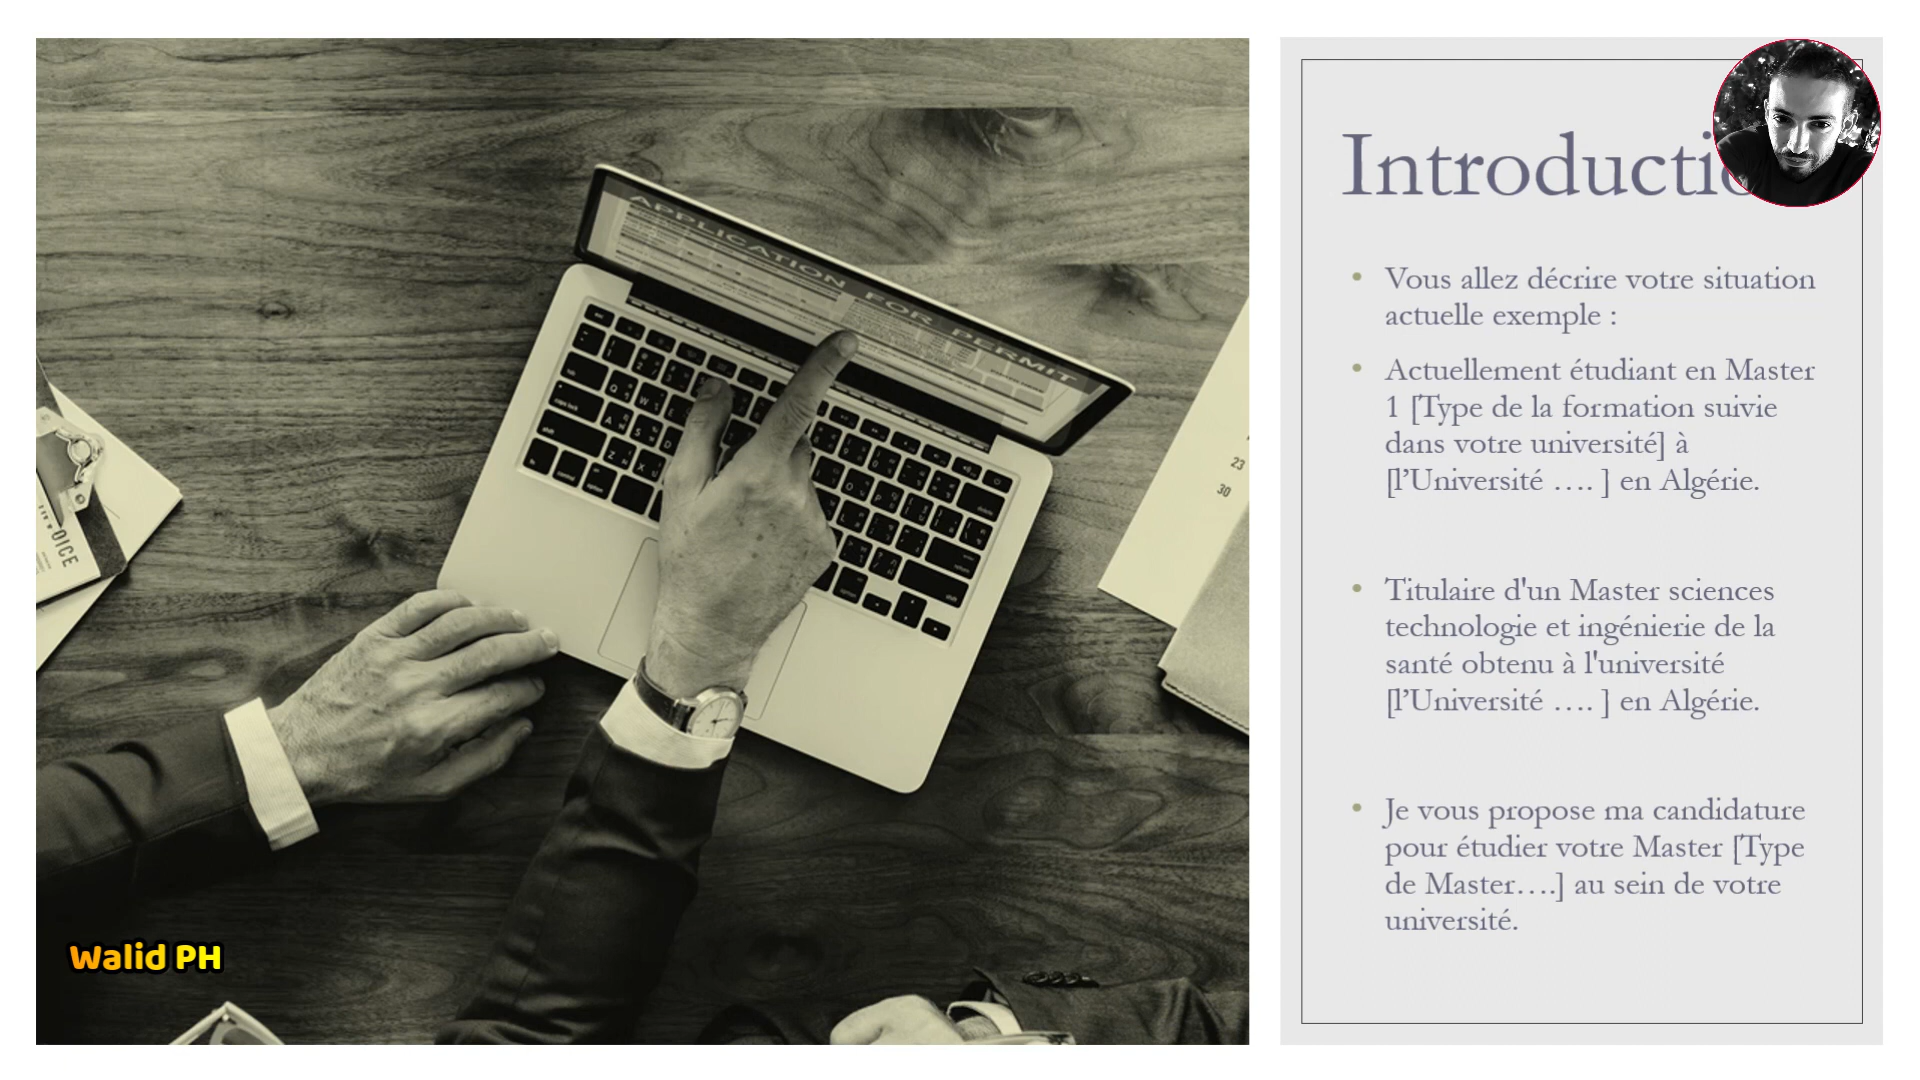 Introducti
Vous allez décrire votre situation
actuelle exemple :
Actuellement étudiant en Master
1 [Type de la formation suivie
dans votre université] à
[l’Université …. ] en Algérie.
Titulaire d'un Master sciences
technologie et ingénierie de la
santé obtenu à l'université
[l’Université …. ] en Algérie.
Je vous propose ma candidature
pour étudier votre Master [Type
de Master….] au sein de votre
université.
APPLICATION FOR PERMIT
23
30
Walid PH